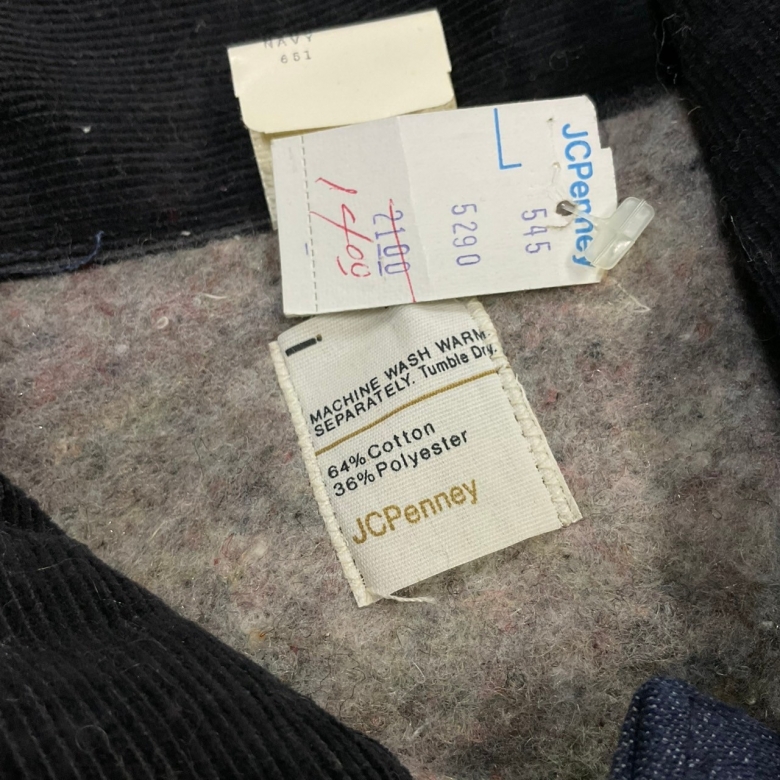 NAVY
651
JCPenney
545
5290
2100
1400
MACHINE WASH WARM.
SEPARATELY. Tumble Dry.
64% Cotton
36% Polyester
JCPenney